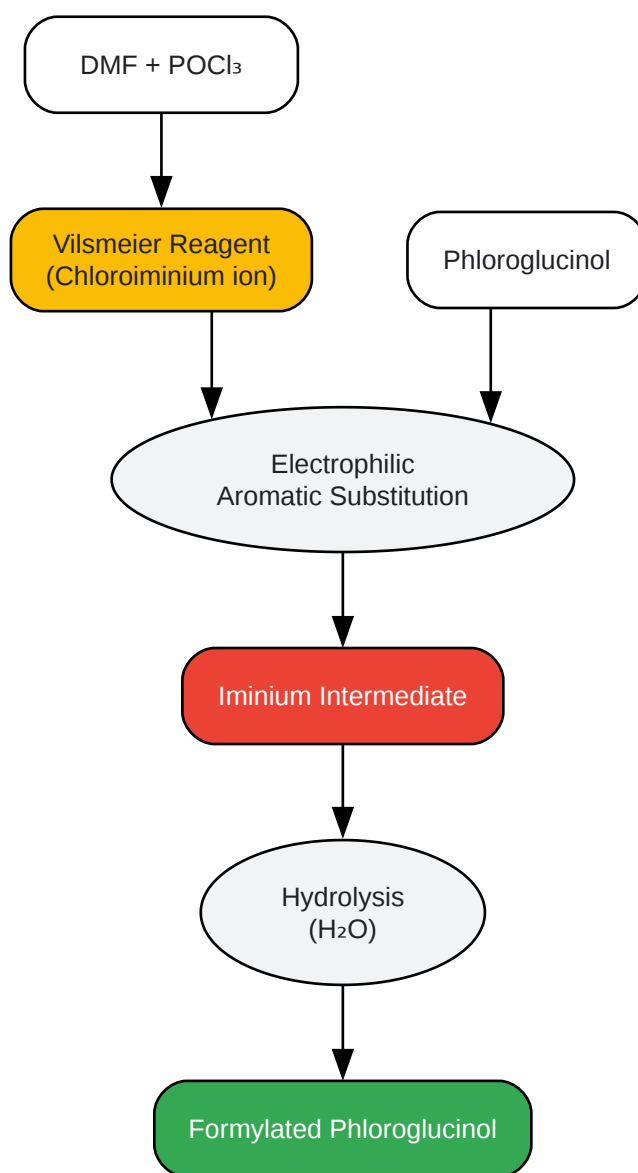 DMF + POCl₃
Vilsmeier Reagent
(Chloroiminium ion)
Phloroglucinol
Electrophilic
Aromatic Substitution
Iminium Intermediate
Hydrolysis
(H₂O)
Formylated Phloroglucinol